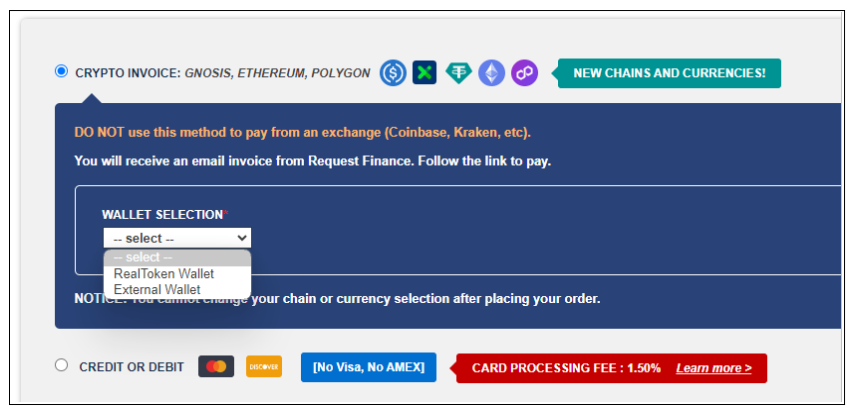 CRYPTO INVOICE: GNOSIS, ETHEREUM, POLYGON NEW CHAINS AND CURRENCIES!
DO NOT use this method to pay from an exchange (Coinbase, Kraken, etc).
You will receive an email invoice from Request Finance. Follow the link to pay.
WALLET SELECTION*
-- select --
-- select --
RealToken Wallet
External Wallet
NOTICE: You cannot change your chain or currency selection after placing your order.
CREDIT OR DEBIT DISCOVER [No Visa, No AMEX] CARD PROCESSING FEE : 1.50% Learn more >